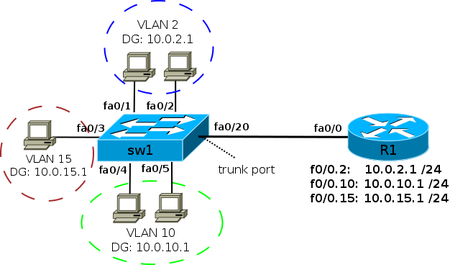 VLAN 2
DG: 10.0.2.1
fa0/1
fa0/2
fa0/3
fa0/20
fa0/0
VLAN 15
DG: 10.0.15.1
sw1
R1
fa0/4
fa0/5
trunk port
f0/0.2: 10.0.2.1 /24
f0/0.10: 10.0.10.1 /24
f0/0.15: 10.0.15.1 /24
VLAN 10
DG: 10.0.10.1